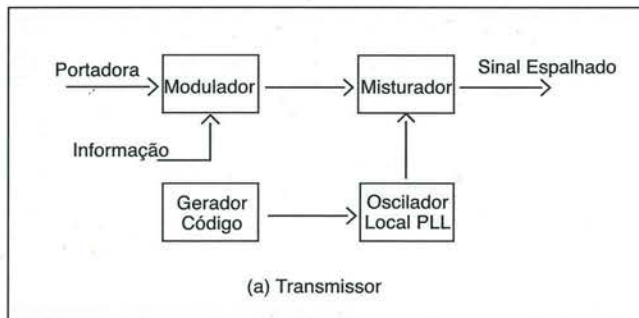 Portadora
Modulador
Misturador
Sinal Espalhado
Informação
Gerador
Código
Oscilador
Local PLL
(a) Transmissor